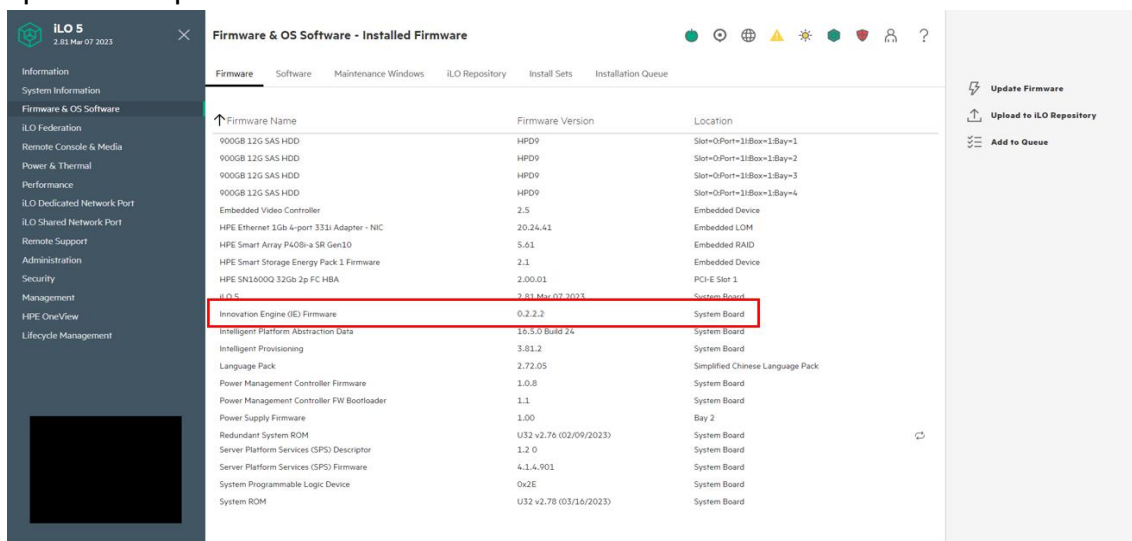 iLO 5
2.81 Mar 07 2023
Firmware & OS Software - Installed Firmware
Information
System Information
Firmware & OS Software
iLO Federation
Remote Console & Media
Power & Thermal
Performance
iLO Dedicated Network Port
iLO Shared Network Port
Remote Support
Administration
Security
Management
HPE OneView
Lifecycle Management
Firmware Software Maintenance Windows iLO Repository Install Sets Installation Queue
Firmware Name Firmware Version Location
900GB 12G SAS HDD HPD9 Slot=0:Port=1I:Box=1:Bay=1
900GB 12G SAS HDD HPD9 Slot=0:Port=1I:Box=1:Bay=2
900GB 12G SAS HDD HPD9 Slot=0:Port=1I:Box=1:Bay=3
900GB 12G SAS HDD HPD9 Slot=0:Port=1I:Box=1:Bay=4
Embedded Video Controller 2.5 Embedded Device
HPE Ethernet 1Gb 4-port 331i Adapter - NIC 20.24.41 Embedded LOM
HPE Smart Array P408i-a SR Gen10 5.61 Embedded RAID
HPE Smart Storage Energy Pack 1 Firmware 2.1 Embedded Device
HPE SN1600Q 32Gb 2p FC HBA 2.00.01 PCI-E Slot 1
iLO 5 2.81 Mar 07 2023 System Board
Innovation Engine (IE) Firmware 0.2.2.2 System Board
Intelligent Platform Abstraction Data 16.5.0 Build 24 System Board
Intelligent Provisioning 3.81.2 System Board
Language Pack 2.72.05 Simplified Chinese Language Pack
Power Management Controller Firmware 1.0.8 System Board
Power Management Controller FW Bootloader 1.1 System Board
Power Supply Firmware 1.00 Bay 2
Redundant System ROM U32 v2.76 (02/09/2023) System Board
Server Platform Services (SPS) Descriptor 1.2 0 System Board
Server Platform Services (SPS) Firmware 4.1.4.901 System Board
System Programmable Logic Device 0x2E System Board
System ROM U32 v2.78 (03/16/2023) System Board
Update Firmware
Upload to iLO Repository
Add to Queue